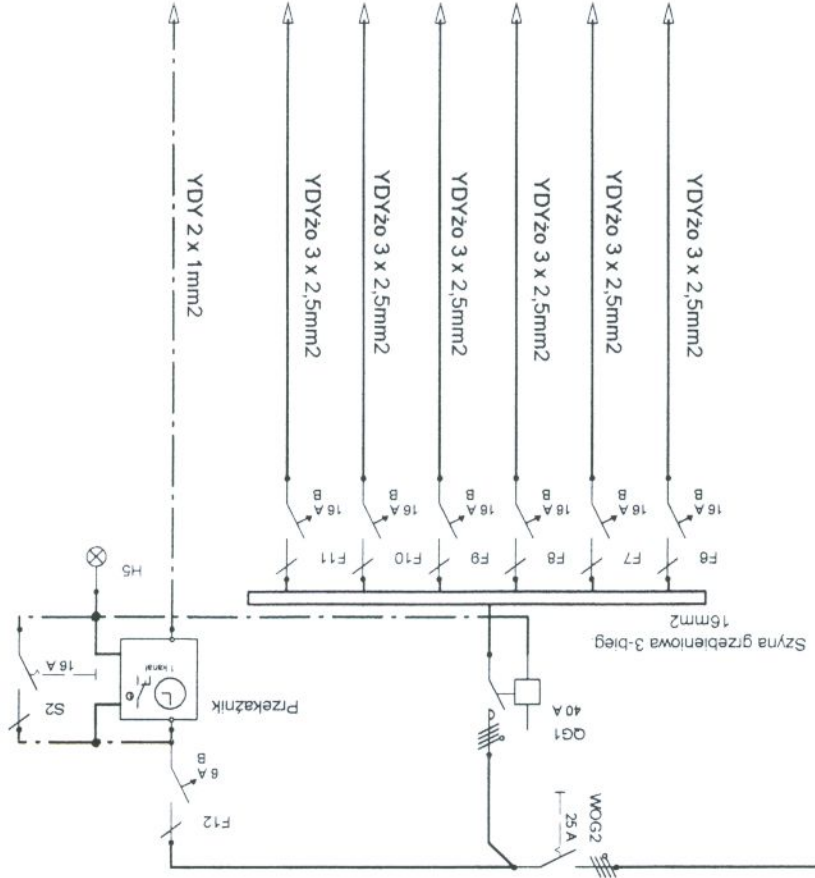 YDY 2 x 1mm2
YDYżo 3 x 2,5mm2
YDYżo 3 x 2,5mm2
YDYżo 3 x 2,5mm2
YDYżo 3 x 2,5mm2
YDYżo 3 x 2,5mm2
YDYżo 3 x 2,5mm2
B
16 A
B
16 A
B
16 A
B
16 A
B
16 A
B
16 A
F11
F10
F9
F8
F7
F6
H5
Szyna grzebieniowa 3-bieg.
16mm2
16 A
S2
1 kanał
Przekaźnik
40 A
QG1
B
6 A
F12
WOG2
25 A